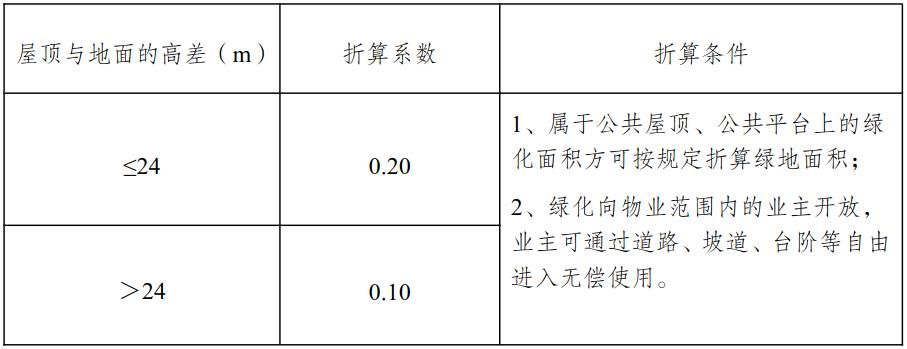 屋顶与地面的高差（m）
折算系数
折算条件
≤24
0.20
1、属于公共屋顶、公共平台上的绿
化面积方可按规定折算绿地面积；
2、绿化向物业范围内的业主开放，
业主可通过道路、坡道、台阶等自由
进入无偿使用。
＞24
0.10